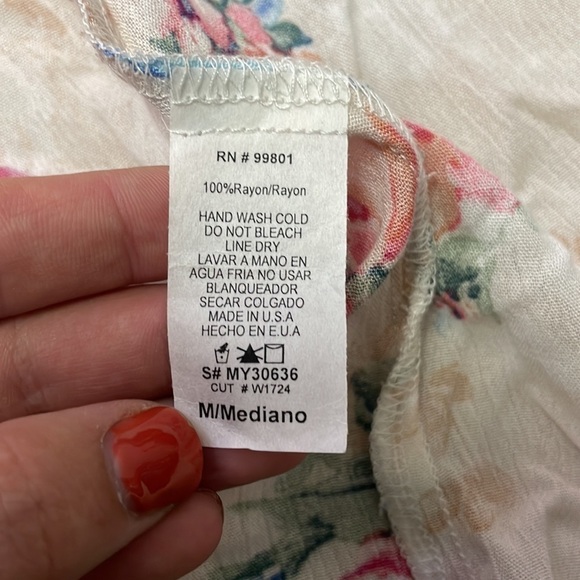 RN # 99801
100%Rayon/Rayon
HAND WASH COLD
DO NOT BLEACH
LINE DRY
LAVAR A MANO EN
AGUA FRIA NO USAR
BLANQUEADOR
SECAR COLGADO
MADE IN U.S.A
HECHO EN E.U.A
S# MY30636
CUT # W1724
M/Mediano